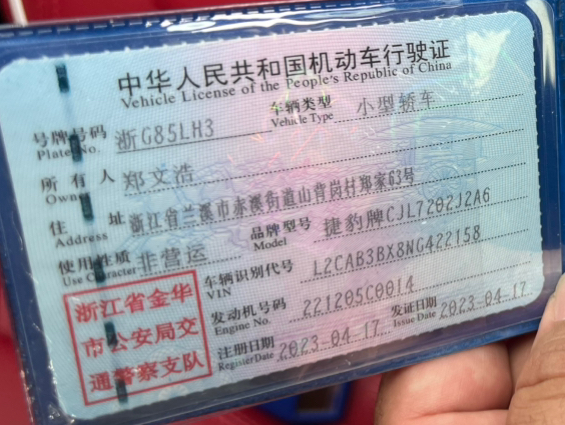 中华人民共和国机动车行驶证
Vehicle License of the People's Republic of China
号牌号码 浙G85LH3 车辆类型 小型轿车
Plate No. Vehicle Type
所有人 郑文浩
Owner
住址 浙江省兰溪市赤溪街道山背岗村郑家63号
Address
使用性质 非营运 品牌型号 捷豹牌CJL7202J2A6
Use Character Model
车辆识别代号 L2CAB3BX8NG422158
VIN
发动机号码 221205C0014
Engine No.
注册日期 2023-04-17 发证日期 2023-04-17
Register Date Issue Date
浙江省金华
市公安局交
通警察支队